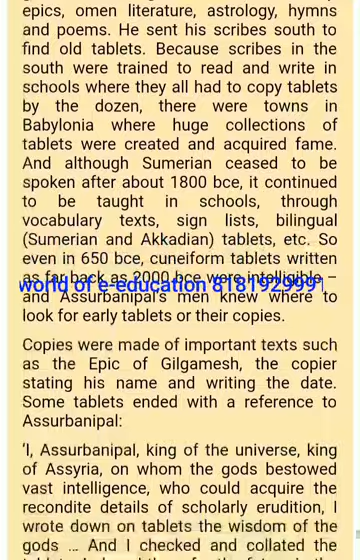 epics, omen literature, astrology, hymns
and poems. He sent his scribes south to
find old tablets. Because scribes in the
south were trained to read and write in
schools where they all had to copy tablets
by the dozen, there were towns in
Babylonia where huge collections of
tablets were created and acquired fame.
And although Sumerian ceased to be
spoken after about 1800 bce, it continued
to be taught in schools, through
vocabulary texts, sign lists, bilingual
(Sumerian and Akkadian) tablets, etc. So
even in 650 bce, cuneiform tablets written
as far back as 2000 bce were intelligible –
world of e-education 8181929991
and Assurbanipal's men knew where to
look for early tablets or their copies.
Copies were made of important texts such
as the Epic of Gilgamesh, the copier
stating his name and writing the date.
Some tablets ended with a reference to
Assurbanipal:
'I, Assurbanipal, king of the universe, king
of Assyria, on whom the gods bestowed
vast intelligence, who could acquire the
recondite details of scholarly erudition, I
wrote down on tablets the wisdom of the
gods … And I checked and collated the